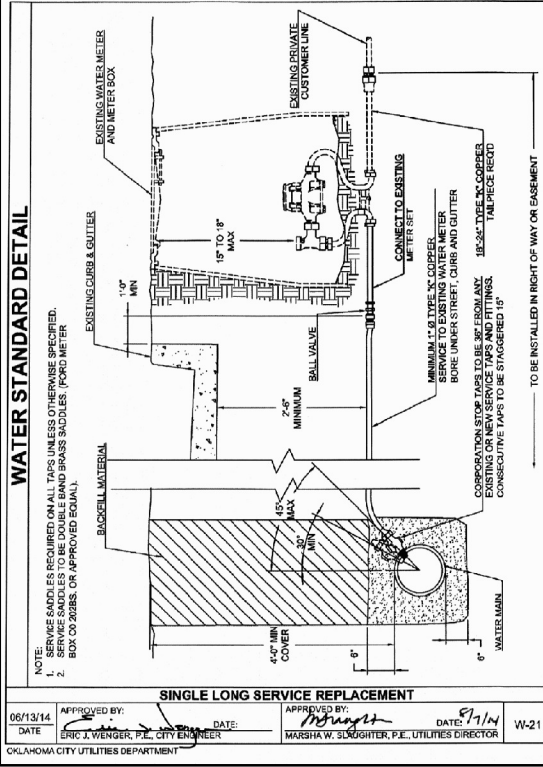 WATER STANDARD DETAIL
NOTE:
1. SERVICE SADDLES REQUIRED ON ALL TAPS UNLESS OTHERWISE SPECIFIED.
2. SERVICE SADDLES TO BE DOUBLE BAND BRASS SADDLES. (FORD METER
BOX C0 202BS. OR APPROVED EQUAL).
BACKFILL MATERIAL
EXISTING CURB & GUTTER
1'-0"
MIN
EXISTING WATER METER
AND METER BOX
15" TO 18"
MAX
EXISTING PRIVATE
CUSTOMER LINE
4'-0" MIN
COVER
30°
MIN
45°
MAX
2'-6"
MINIMUM
BALL VALVE
CONNECT TO EXISTING
METER SET
MINIMUM 1" Ø TYPE "K" COPPER
SERVICE TO EXISTING WATER METER
BORE UNDER STREET, CURB AND GUTTER
18"-24" TYPE "K" COPPER
TAILPIECE REQ'D
CORPORATION STOP TAPS TO BE 36" FROM ANY
EXISTING OR NEW SERVICE TAPS AND FITTINGS.
CONSECUTIVE TAPS TO BE STAGGERED 15°
6"
6"
WATER MAIN
TO BE INSTALLED IN RIGHT OF WAY OR EASEMENT
SINGLE LONG SERVICE REPLACEMENT
06/13/14
DATE
APPROVED BY:
DATE:
ERIC J. WENGER, P.E., CITY ENGINEER
APPROVED BY:
DATE: 8/7/14
MARSHA W. SLAUGHTER, P.E., UTILITIES DIRECTOR
W-21
OKLAHOMA CITY UTILITIES DEPARTMENT